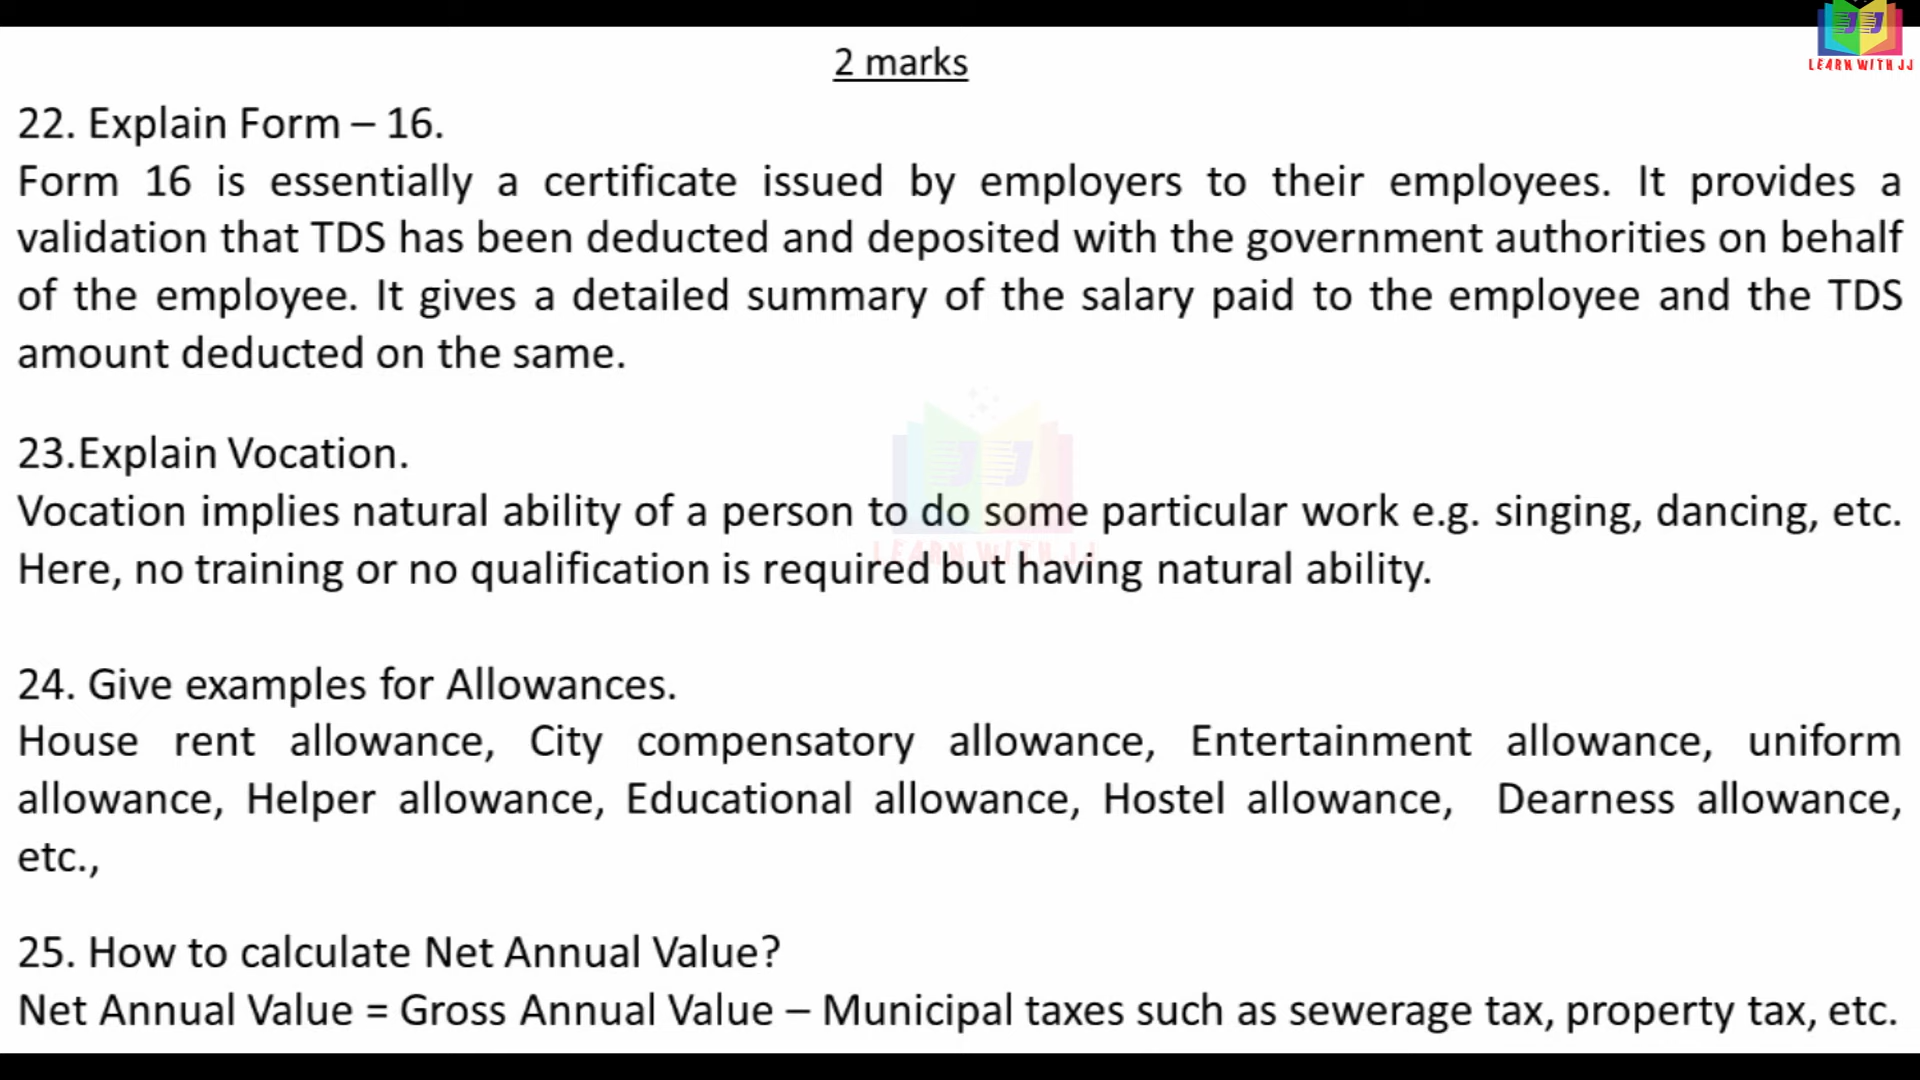 LEARN WITH JJ
2 marks
22. Explain Form – 16.
Form 16 is essentially a certificate issued by employers to their employees. It provides a
validation that TDS has been deducted and deposited with the government authorities on behalf
of the employee. It gives a detailed summary of the salary paid to the employee and the TDS
amount deducted on the same.
23.Explain Vocation.
Vocation implies natural ability of a person to do some particular work e.g. singing, dancing, etc.
Here, no training or no qualification is required but having natural ability.
LEARN WITH JJ
24. Give examples for Allowances.
House rent allowance, City compensatory allowance, Entertainment allowance, uniform
allowance, Helper allowance, Educational allowance, Hostel allowance, Dearness allowance,
etc.,
25. How to calculate Net Annual Value?
Net Annual Value = Gross Annual Value – Municipal taxes such as sewerage tax, property tax, etc.